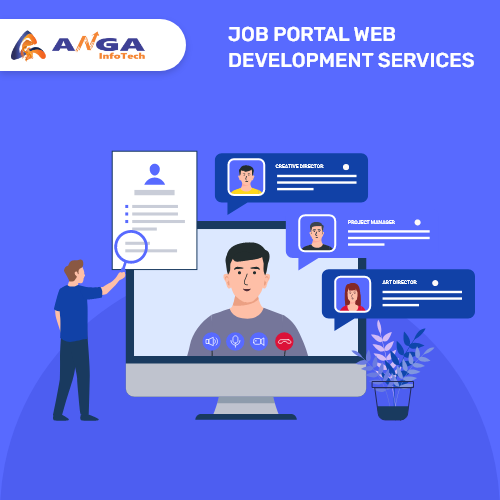 ANGA
InfoTech
JOB PORTAL WEB
DEVELOPMENT SERVICES
CREATIVE DIRECTOR
PROJECT MANAGER
ART DIRECTOR